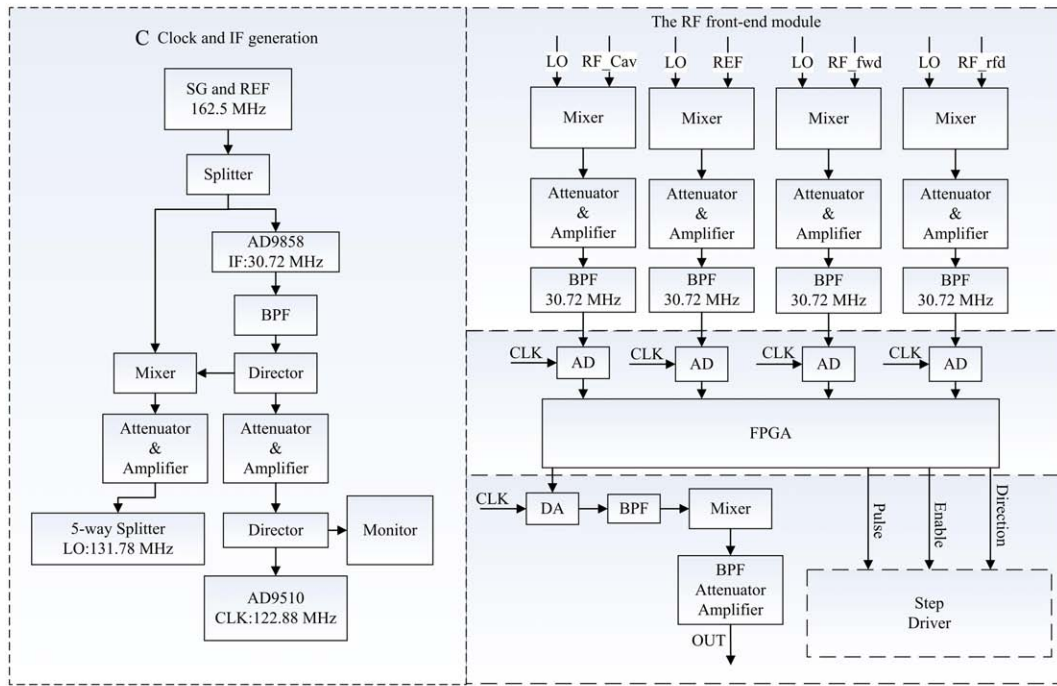 C Clock and IF generation
SG and REF
162.5 MHz
Splitter
AD9858
IF:30.72 MHz
BPF
Mixer
Director
Attenuator
&
Amplifier
Attenuator
&
Amplifier
5-way Splitter
LO:131.78 MHz
Director
Monitor
AD9510
CLK:122.88 MHz
The RF front-end module
LO
RF_Cav
LO
REF
LO
RF_fwd
LO
RF_rfd
Mixer
Mixer
Mixer
Mixer
Attenuator
&
Amplifier
Attenuator
&
Amplifier
Attenuator
&
Amplifier
Attenuator
&
Amplifier
BPF
30.72 MHz
BPF
30.72 MHz
BPF
30.72 MHz
BPF
30.72 MHz
CLK
AD
CLK
AD
CLK
AD
CLK
AD
FPGA
CLK
DA
BPF
Mixer
BPF
Attenuator
Amplifier
OUT
Pulse
Enable
Direction
Step
Driver